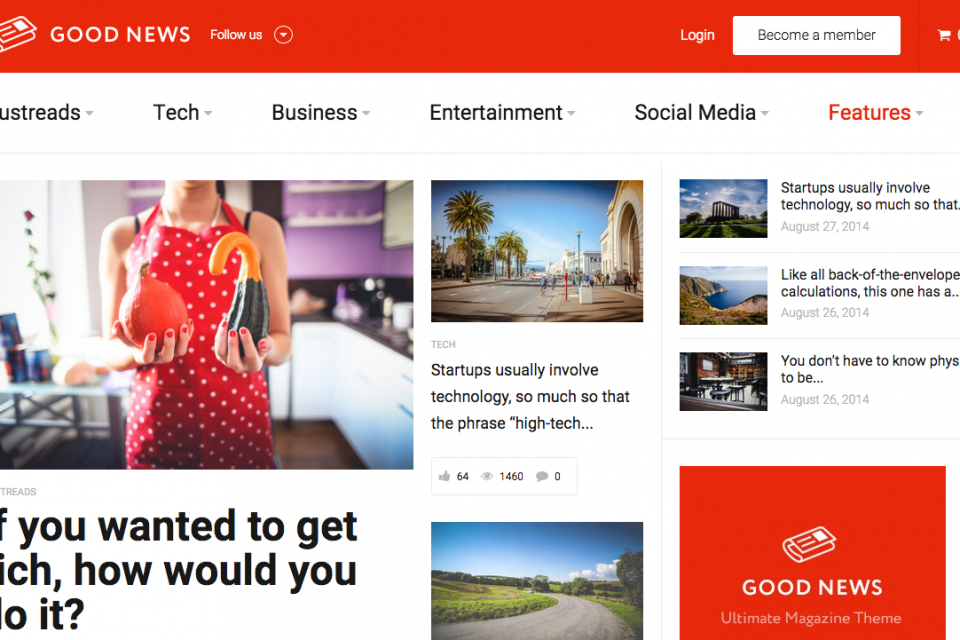 GOOD NEWS
Follow us
Login
Become a member
ustreads
Tech
Business
Entertainment
Social Media
Features
TREADS
f you wanted to get
ich, how would you
o it?
TECH
Startups usually involve
technology, so much so that
the phrase “high-tech...
64
1460
0
Startups usually involve
technology, so much so that.
August 27, 2014
Like all back-of-the-envelope
calculations, this one has a...
August 26, 2014
You don’t have to know phys
to be...
August 26, 2014
GOOD NEWS
Ultimate Magazine Theme